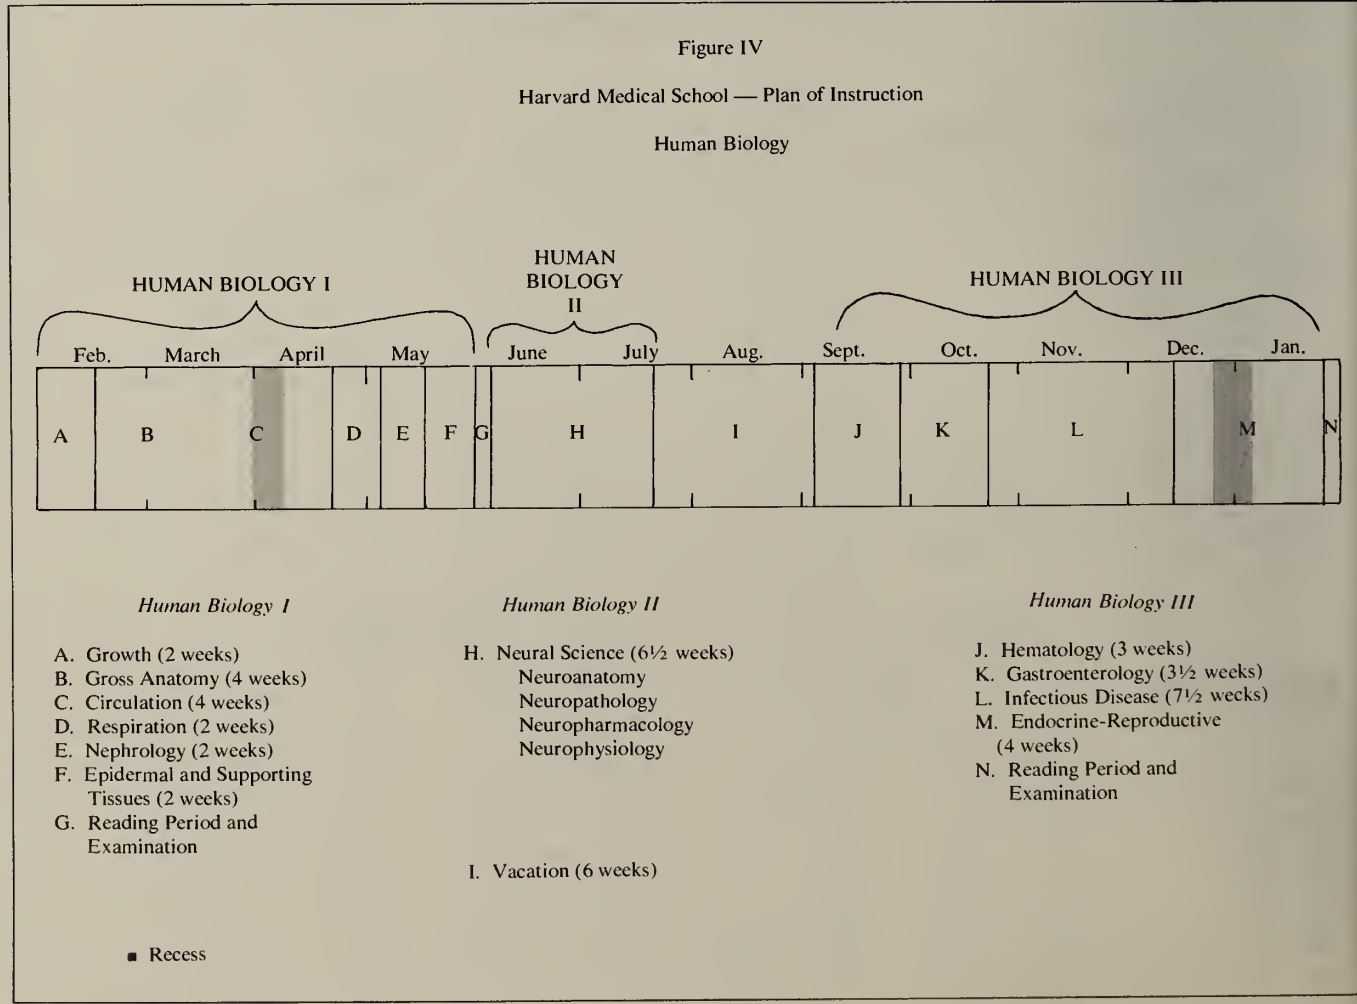 Figure IV
Harvard Medical School — Plan of Instruction
Human Biology
HUMAN BIOLOGY I
HUMAN
BIOLOGY
II
HUMAN BIOLOGY III
Feb. March April May June July Aug. Sept. Oct. Nov. Dec. Jan.
A B C D E F G H I J K L M N
Human Biology I
A. Growth (2 weeks)
B. Gross Anatomy (4 weeks)
C. Circulation (4 weeks)
D. Respiration (2 weeks)
E. Nephrology (2 weeks)
F. Epidermal and Supporting
Tissues (2 weeks)
G. Reading Period and
Examination
Human Biology II
H. Neural Science (6½ weeks)
Neuroanatomy
Neuropathology
Neuropharmacology
Neurophysiology
I. Vacation (6 weeks)
Human Biology III
J. Hematology (3 weeks)
K. Gastroenterology (3½ weeks)
L. Infectious Disease (7½ weeks)
M. Endocrine-Reproductive
(4 weeks)
N. Reading Period and
Examination
■ Recess